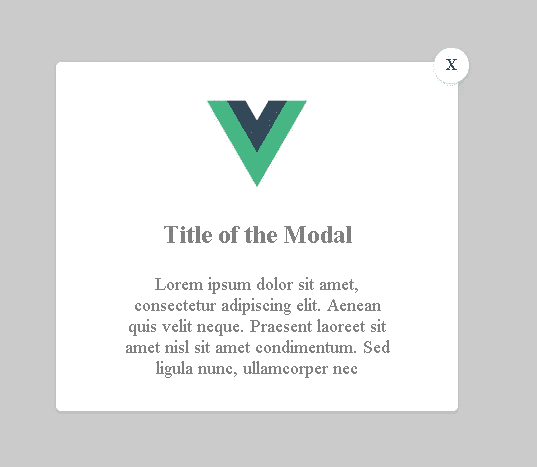 X
Title of the Modal
Lorem ipsum dolor sit amet,
consectetur adipiscing elit. Aenean
quis velit neque. Praesent laoreet sit
amet nisl sit amet condimentum. Sed
ligula nunc, ullamcorper nec